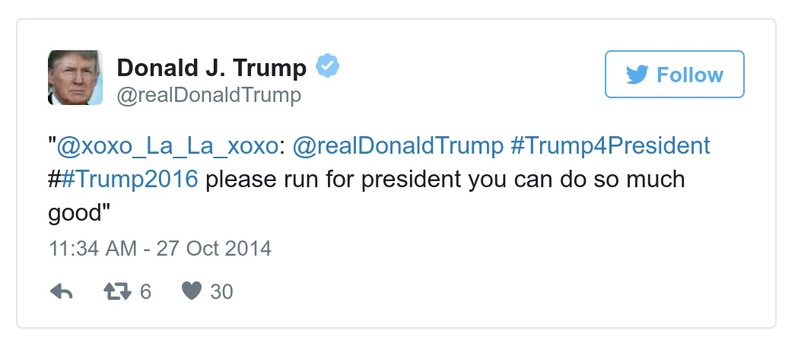 Donald J. Trump
@realDonaldTrump
Follow
"@xoxo_La_La_xoxo: @realDonaldTrump #Trump4President
##Trump2016 please run for president you can do so much
good"
11:34 AM - 27 Oct 2014
6 30